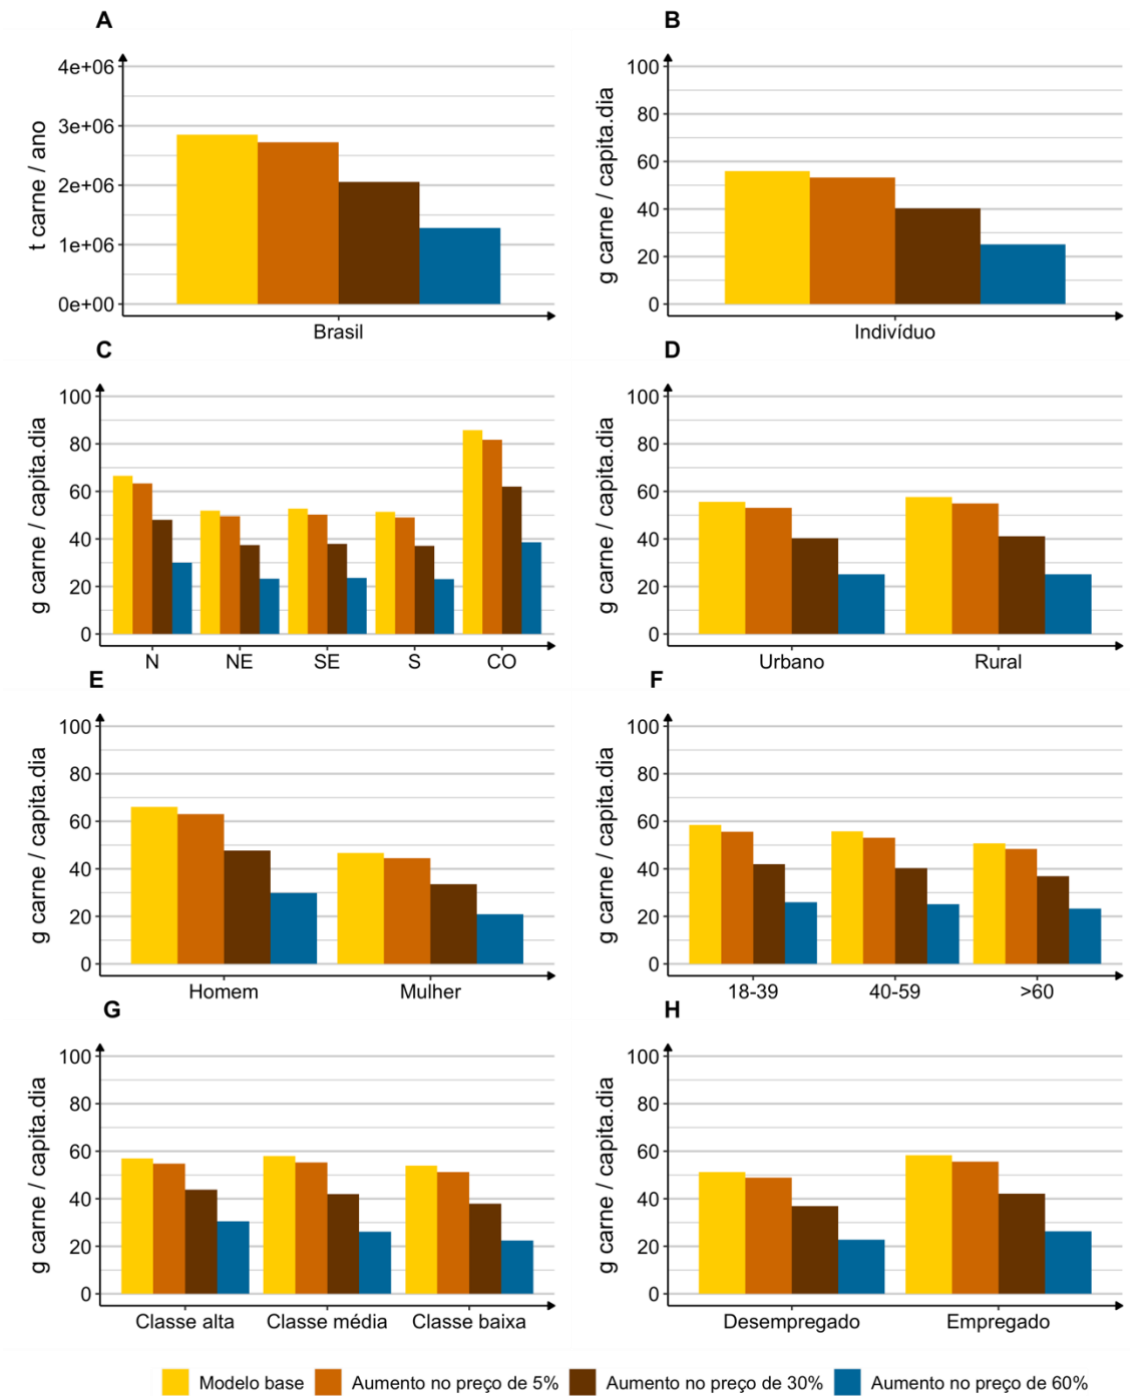 A
t carne / ano
4e+06
3e+06
2e+06
1e+06
0e+00
Brasil
B
g carne / capita.dia
100
80
60
40
20
0
Indivíduo
C
g carne / capita.dia
100
80
60
40
20
0
N NE SE S CO
D
g carne / capita.dia
100
80
60
40
20
0
Urbano Rural
E
g carne / capita.dia
100
80
60
40
20
0
Homem Mulher
F
g carne / capita.dia
100
80
60
40
20
0
18-39 40-59 >60
G
g carne / capita.dia
100
80
60
40
20
0
Classe alta Classe média Classe baixa
H
g carne / capita.dia
100
80
60
40
20
0
Desempregado Empregado
Modelo base Aumento no preço de 5% Aumento no preço de 30% Aumento no preço de 60%